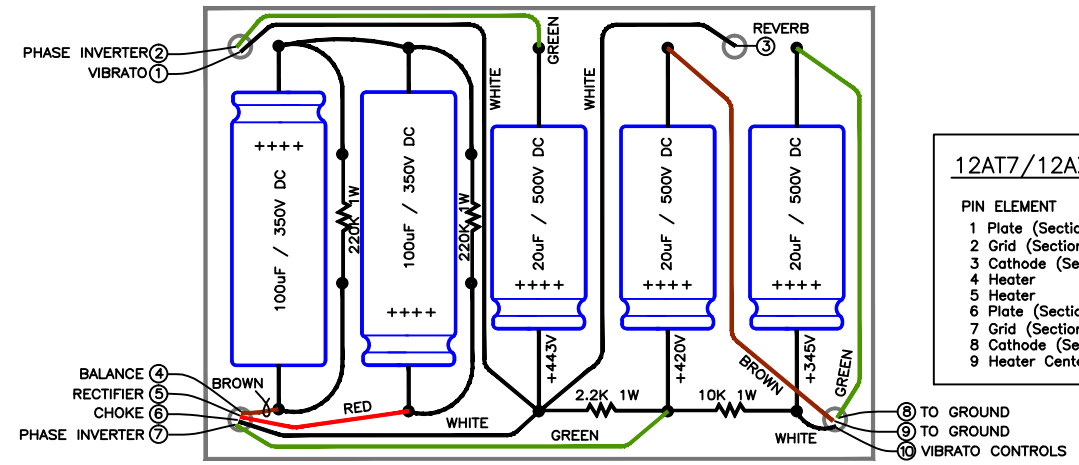 REVERB
③
PHASE INVERTER ②
VIBRATO ①
GREEN
WHITE
WHITE
++++
100uF / 350V DC
220K 1W
100uF / 350V DC
++++
220K 1W
20uF / 500V DC
++++
20uF / 500V DC
++++
20uF / 500V DC
++++
12AT7/12A
PIN ELEMENT
1 Plate (Sectio
2 Grid (Section
3 Cathode (Se
4 Heater
5 Heater
6 Plate (Sectio
7 Grid (Section
8 Cathode (Se
9 Heater Cente
+443V
+420V
+345V
BROWN
GREEN
BALANCE ④
RECTIFIER ⑤
CHOKE ⑥
PHASE INVERTER ⑦
BROWN
RED
WHITE
2.2K 1W
10K 1W
GREEN
WHITE
⑧ TO GROUND
⑨ TO GROUND
⑩ VIBRATO CONTROLS